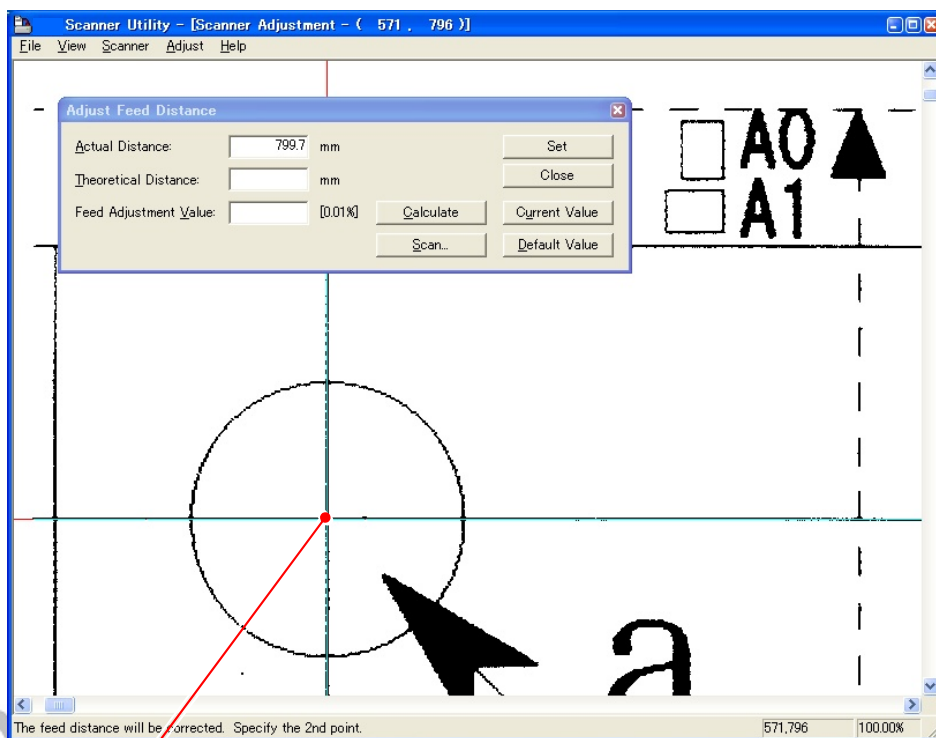 Scanner Utility - [Scanner Adjustment - ( 571 , 796 )]
File View Scanner Adjust Help
Adjust Feed Distance
Actual Distance: 799.7 mm Set
Theoretical Distance: mm Close
Feed Adjustment Value: [0.01%] Calculate Current Value
Scan... Default Value
A0
A1
a
The feed distance will be corrected. Specify the 2nd point. 571,796 100.00%